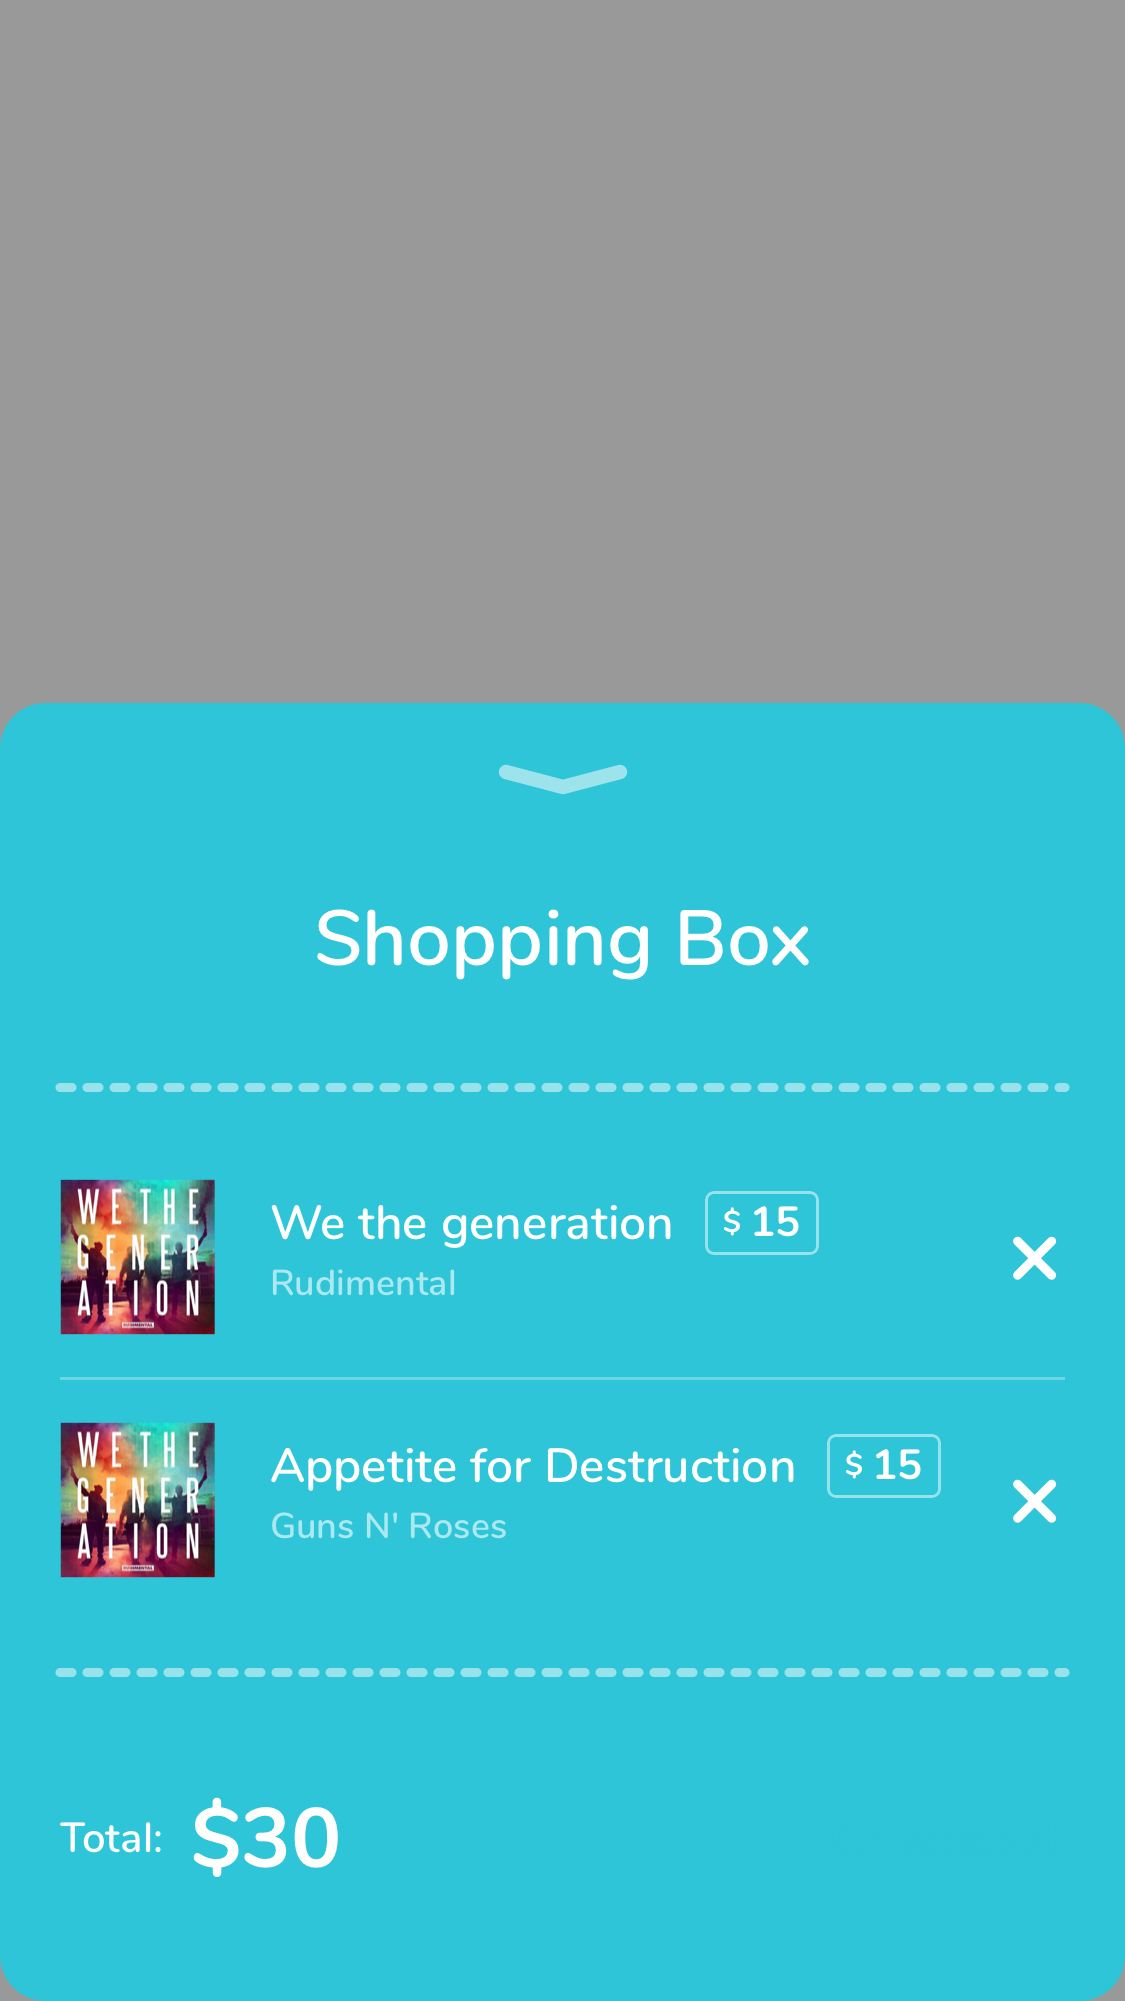 Shopping Box
WE THE
GENER
ATION
We the generation $ 15
Rudimental
WE THE
GENER
ATION
Appetite for Destruction $ 15
Guns N' Roses
Total: $30